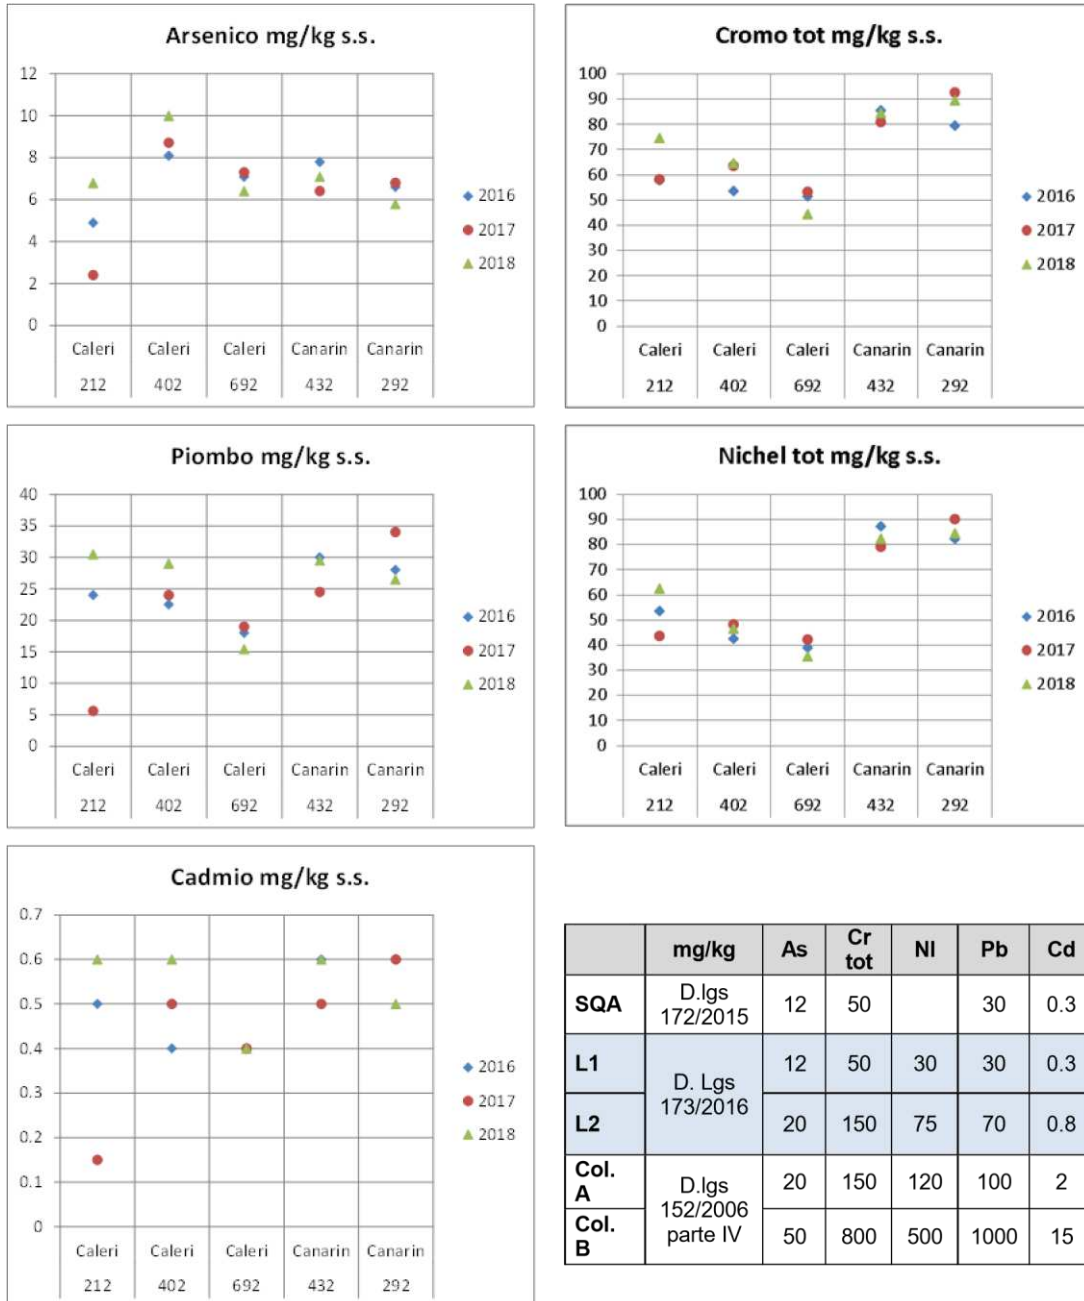 Arsenico mg/kg s.s.
12
10
8
6
4
2
0
Caleri Caleri Caleri Canarin Canarin
212 402 692 432 292
2016
2017
2018
Cromo tot mg/kg s.s.
100
90
80
70
60
50
40
30
20
10
0
Caleri Caleri Caleri Canarin Canarin
212 402 692 432 292
2016
2017
2018
Piombo mg/kg s.s.
40
35
30
25
20
15
10
5
0
Caleri Caleri Caleri Canarin Canarin
212 402 692 432 292
2016
2017
2018
Nichel tot mg/kg s.s.
100
90
80
70
60
50
40
30
20
10
0
Caleri Caleri Caleri Canarin Canarin
212 402 692 432 292
2016
2017
2018
Cadmio mg/kg s.s.
0.7
0.6
0.5
0.4
0.3
0.2
0.1
0
Caleri Caleri Caleri Canarin Canarin
212 402 692 432 292
2016
2017
2018
mg/kg As Cr tot NI Pb Cd
SQA D.lgs 172/2015 12 50 30 0.3
L1 D. Lgs 173/2016 12 50 30 30 0.3
L2 20 150 75 70 0.8
Col. A D.lgs 152/2006 parte IV 20 150 120 100 2
Col. B 50 800 500 1000 15